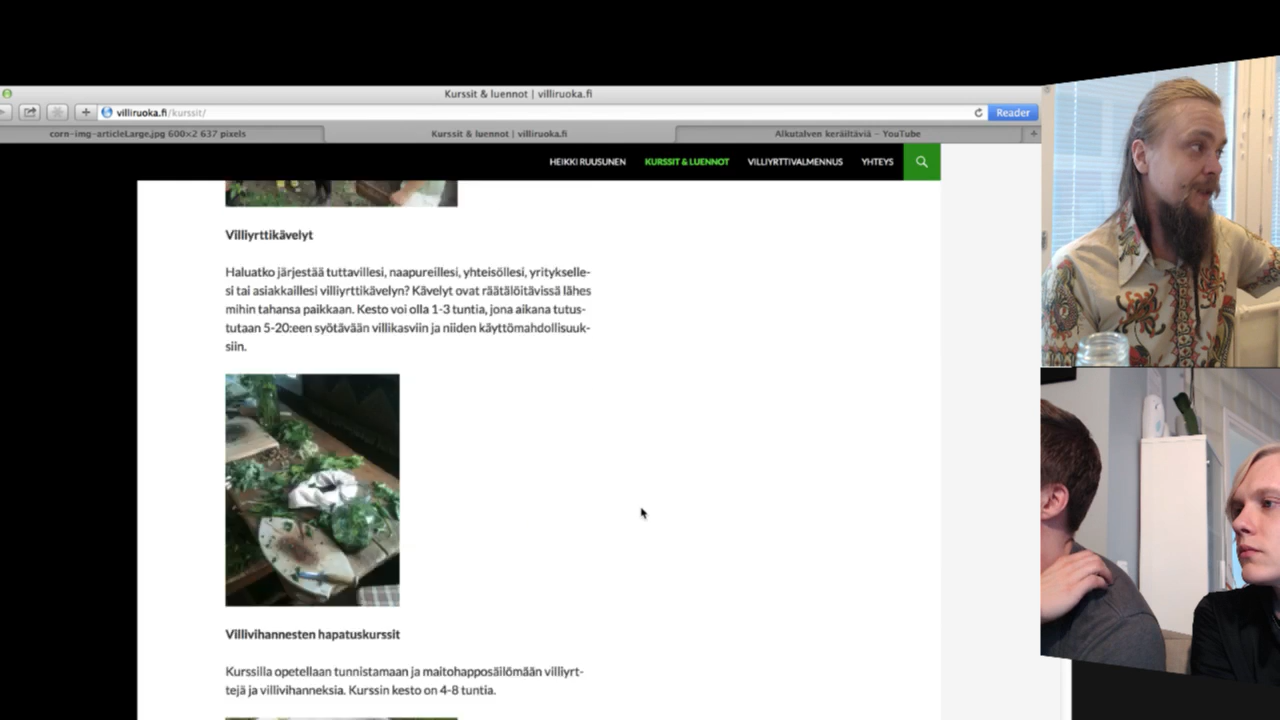 Kurssit & luennot | villiruoka.fi
villiruoka.fi/kurssit/
Reader
corn-img-articleLarge.jpg 600×2 637 pixels
Kurssit & luennot | villiruoka.fi
Alkutalven keräiltäviä – YouTube
HEIKKI RUUSUNEN
KURSSIT & LUENNOT
VILLIYRTTIVALMENNUS
YHTEYS
Villiyrttikävelyt
Haluatko järjestää tuttavillesi, naapureillesi, yhteisöllesi, yritykselle-
si tai asiakkaillesi villiyrttikävelyn? Kävelyt ovat räätälöitävissä lähes
mihin tahansa paikkaan. Kesto voi olla 1-3 tuntia, jona aikana tutus-
tutaan 5-20:een syötävään villikasviin ja niiden käyttömahdollisuuk-
siin.
Villivihannesten hapatuskurssit
Kurssilla opetellaan tunnistamaan ja maitohapposäilömään villiyrt-
tejä ja villivihanneksia. Kurssin kesto on 4-8 tuntia.